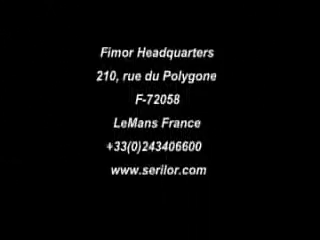 Fimor Headquarters
210, rue du Polygone
F-72058
LeMans France
+33(0)243406600
www.serilor.com